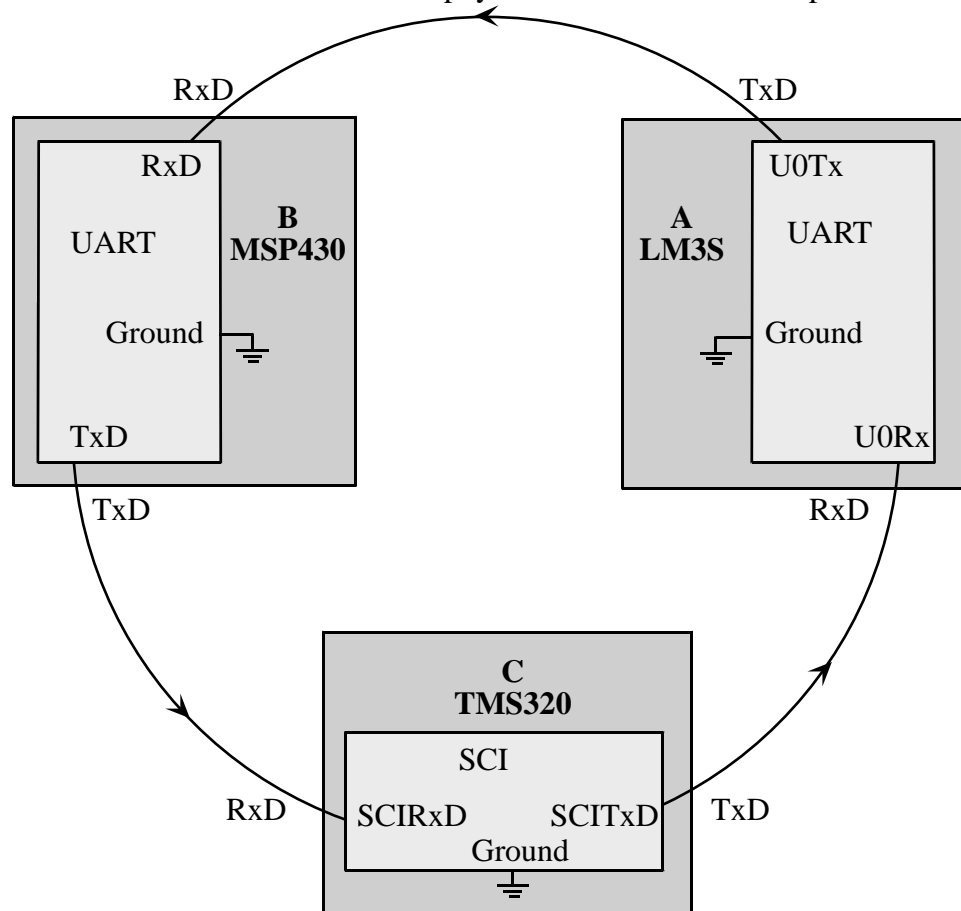 RxD
TxD
RxD
U0Tx
B
MSP430
A
LM3S
UART
UART
Ground
Ground
TxD
U0Rx
TxD
RxD
C
TMS320
SCI
RxD
SCIRxD
SCITxD
TxD
Ground